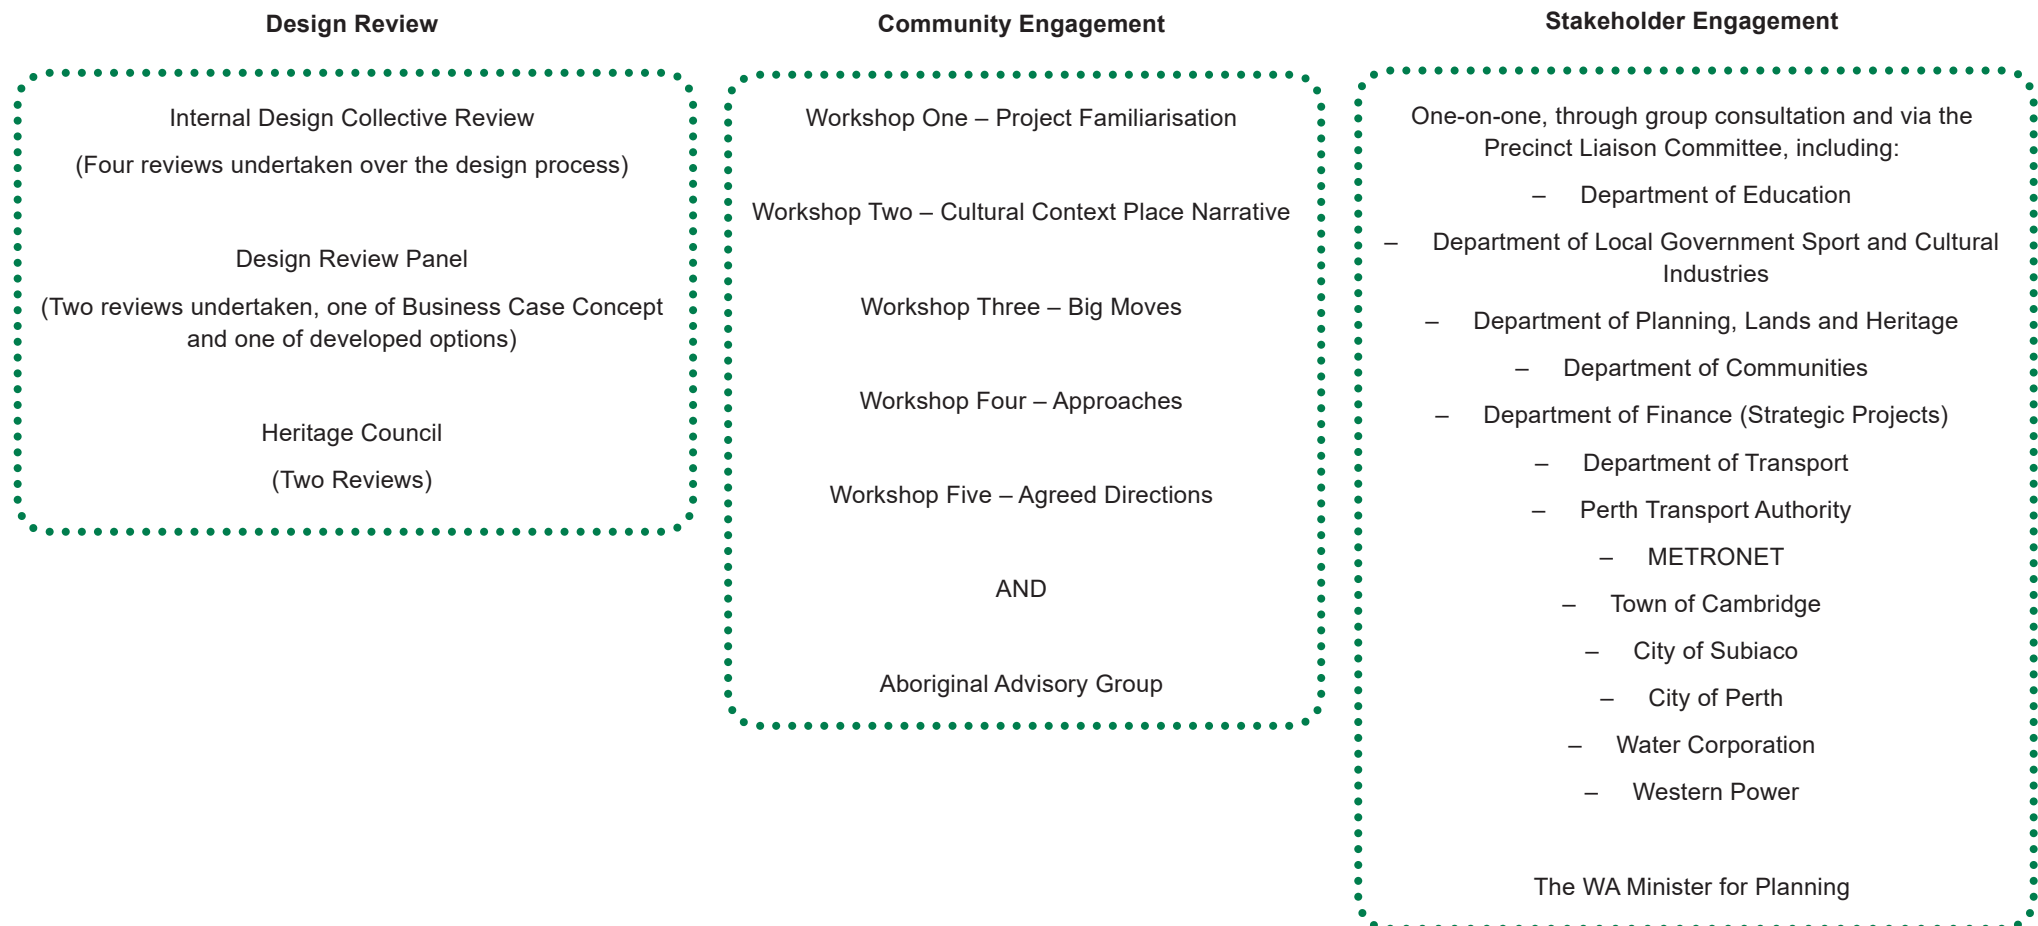 Design Review
Internal Design Collective Review
(Four reviews undertaken over the design process)
Design Review Panel
(Two reviews undertaken, one of Business Case Concept
and one of developed options)
Heritage Council
(Two Reviews)
Community Engagement
Workshop One – Project Familiarisation
Workshop Two – Cultural Context Place Narrative
Workshop Three – Big Moves
Workshop Four – Approaches
Workshop Five – Agreed Directions
AND
Aboriginal Advisory Group
Stakeholder Engagement
One-on-one, through group consultation and via the
Precinct Liaison Committee, including:
– Department of Education
– Department of Local Government Sport and Cultural
Industries
– Department of Planning, Lands and Heritage
– Department of Communities
– Department of Finance (Strategic Projects)
– Department of Transport
– Perth Transport Authority
– METRONET
– Town of Cambridge
– City of Subiaco
– City of Perth
– Water Corporation
– Western Power
The WA Minister for Planning